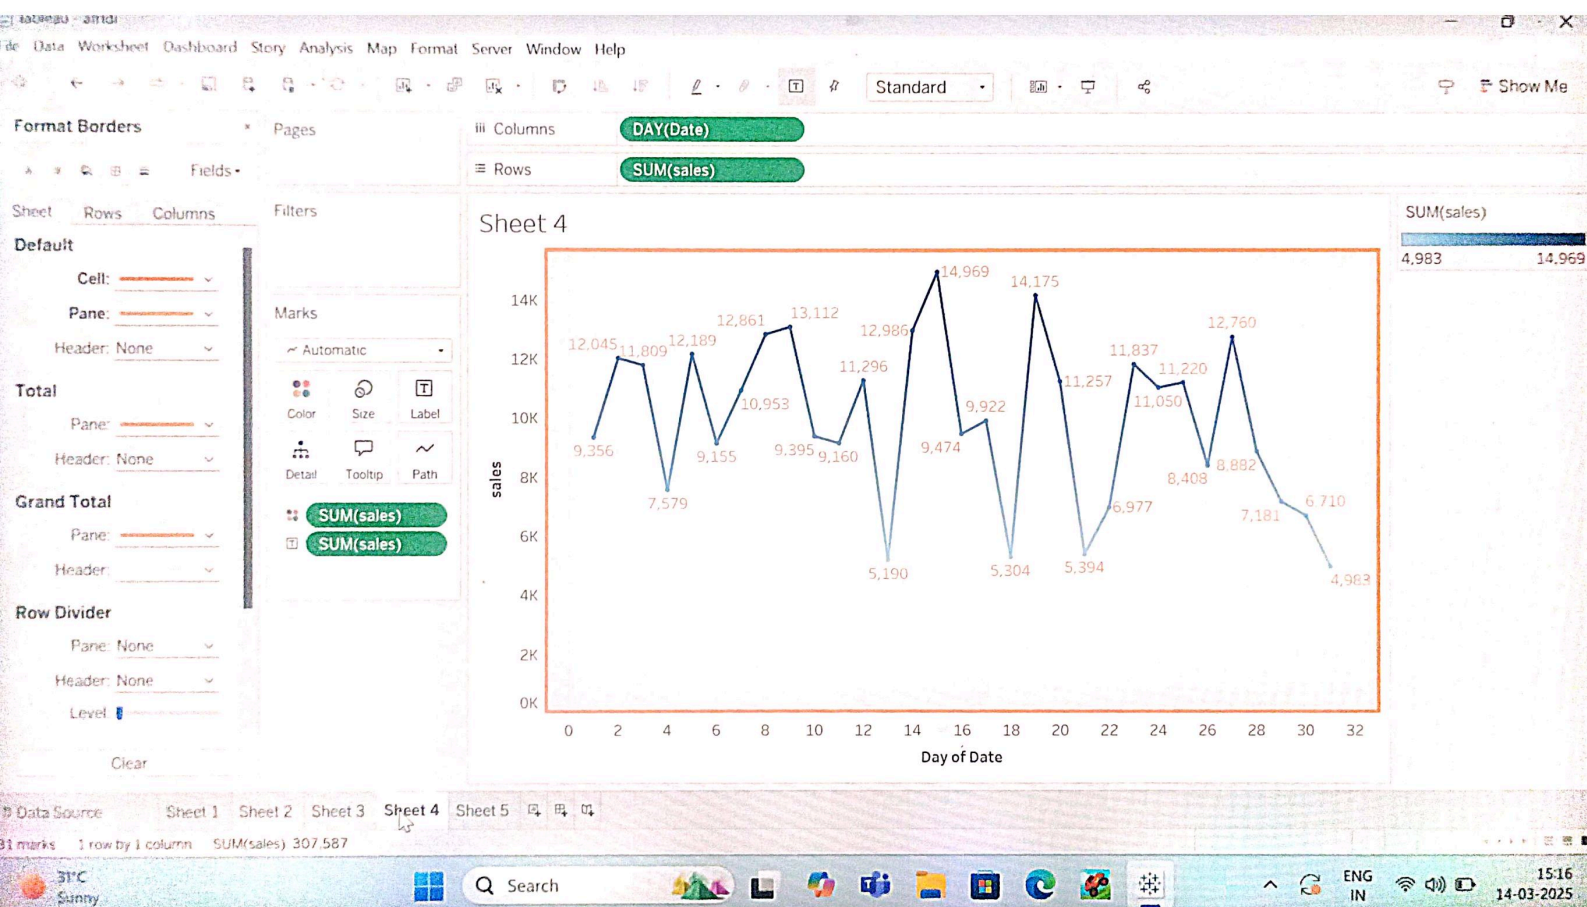 tableau - afridi
File Data Worksheet Dashboard Story Analysis Map Format Server Window Help
Standard
Show Me
Format Borders
Fields
Sheet Rows Columns
Default
Cell:
Pane:
Header: None
Total
Pane:
Header: None
Grand Total
Pane:
Header:
Row Divider
Pane: None
Header: None
Level:
Clear
Pages
Filters
Marks
Automatic
Color Size Label
Detail Tooltip Path
SUM(sales)
SUM(sales)
Columns DAY(Date)
Rows SUM(sales)
Sheet 4
14K
12K
10K
8K
6K
4K
2K
0K
sales
9,356
12,045
11,809
7,579
12,189
9,155
10,953
12,861
13,112
9,395
9,160
11,296
5,190
12,986
14,969
9,474
9,922
5,304
14,175
11,257
5,394
6,977
11,837
11,050
11,220
8,408
12,760
8,882
7,181
6,710
4,983
0 2 4 6 8 10 12 14 16 18 20 22 24 26 28 30 32
Day of Date
SUM(sales)
4,983 14,969
Data Source Sheet 1 Sheet 2 Sheet 3 Sheet 4 Sheet 5
31 marks 1 row by 1 column SUM(sales) 307,587
31°C
Sunny
Search
ENG
IN
15:16
14-03-2025